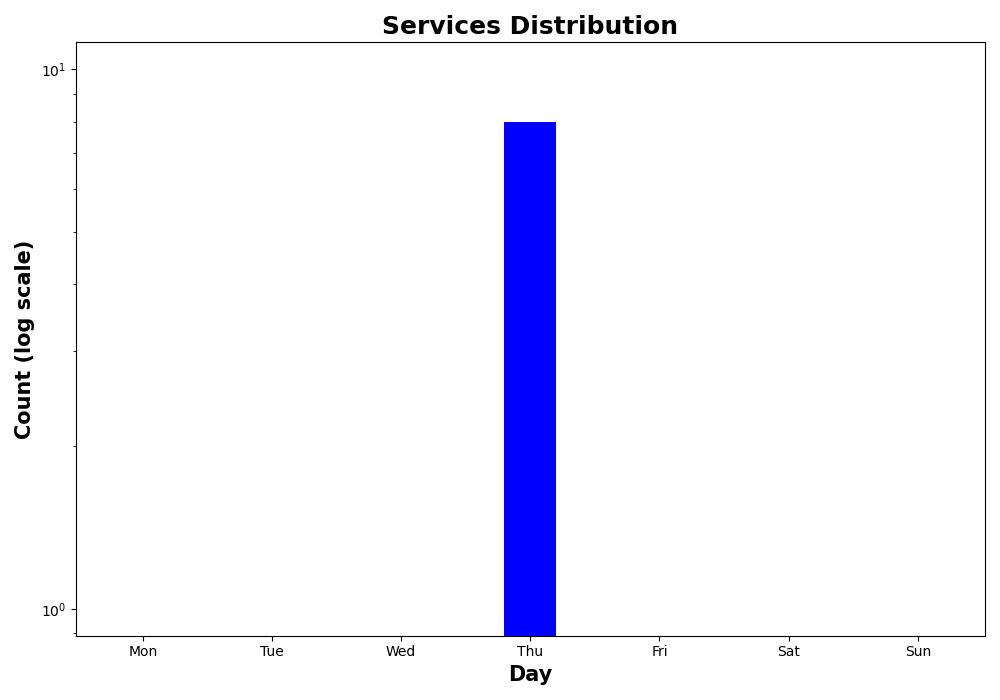 Services Distribution
10¹
10⁰
Count (log scale)
Mon Tue Wed Thu Fri Sat Sun
Day